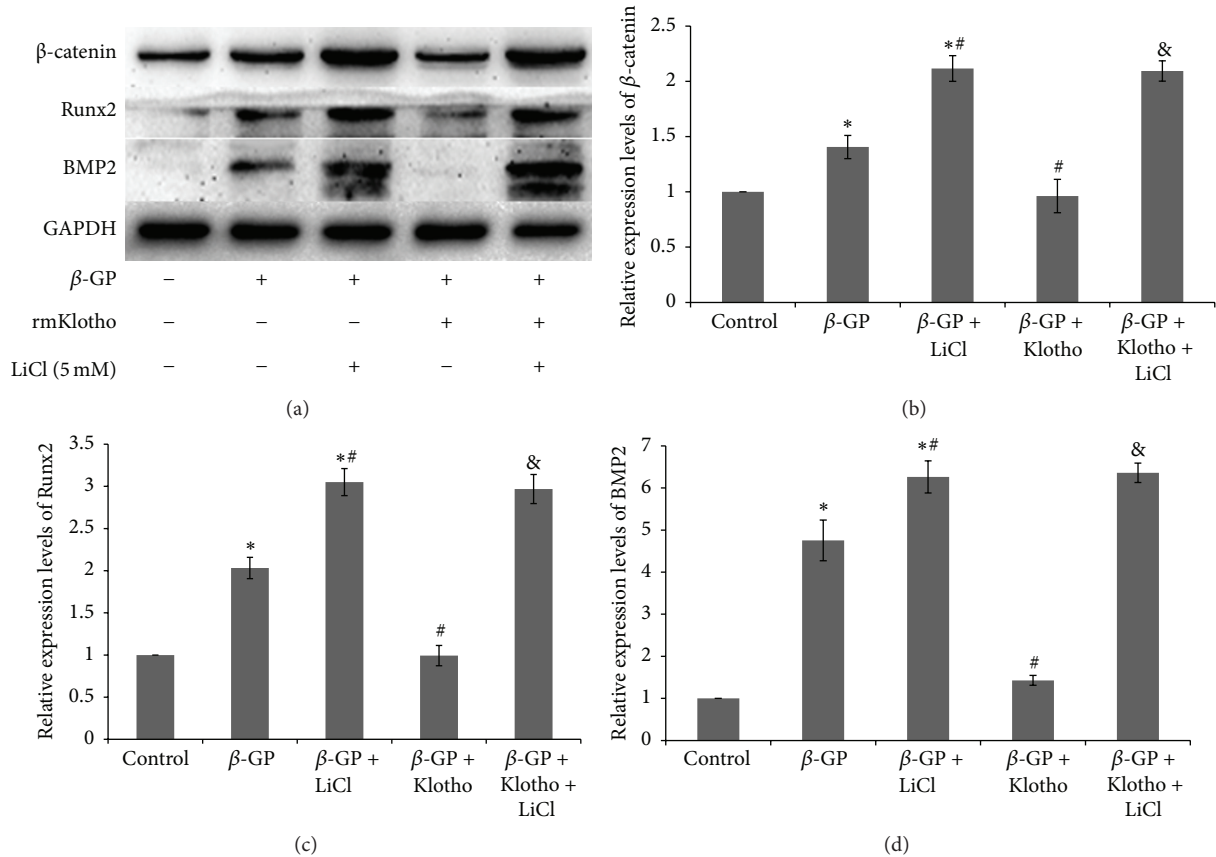 β-catenin
Runx2
BMP2
GAPDH
β-GP − + + + +
rmKlotho − − − + +
LiCl (5 mM) − − + − +
(a)
Relative expression levels of β-catenin
2.5
2
1.5
1
0.5
0
*
*#
#
&
Control
β-GP
β-GP +
LiCl
β-GP +
Klotho
β-GP +
Klotho +
LiCl
(b)
Relative expression levels of Runx2
3.5
3
2.5
2
1.5
1
0.5
0
*
*#
#
&
Control
β-GP
β-GP +
LiCl
β-GP +
Klotho
β-GP +
Klotho +
LiCl
(c)
Relative expression levels of BMP2
7
6
5
4
3
2
1
0
*
*#
#
&
Control
β-GP
β-GP +
LiCl
β-GP +
Klotho
β-GP +
Klotho +
LiCl
(d)